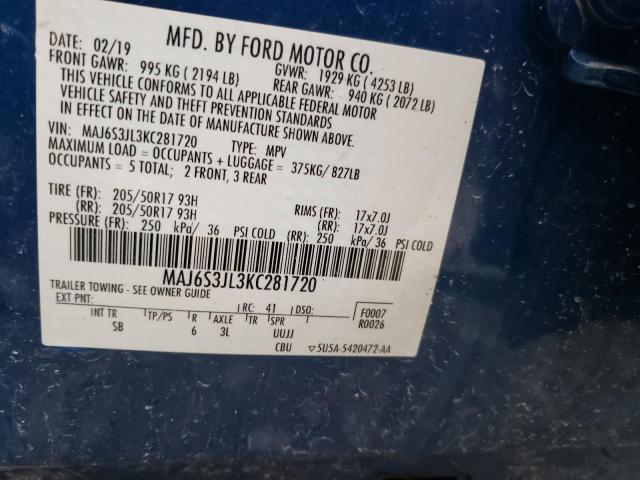 MFD. BY FORD MOTOR CO.
DATE: 02/19 GVWR: 1929 KG ( 4253 LB)
FRONT GAWR: 995 KG ( 2194 LB) REAR GAWR: 940 KG ( 2072 LB)
THIS VEHICLE CONFORMS TO ALL APPLICABLE FEDERAL MOTOR
VEHICLE SAFETY AND THEFT PREVENTION STANDARDS
IN EFFECT ON THE DATE OF MANUFACTURE SHOWN ABOVE.
VIN: MAJ6S3JL3KC281720 TYPE: MPV
MAXIMUM LOAD = OCCUPANTS + LUGGAGE = 375KG/ 827LB
OCCUPANTS = 5 TOTAL; 2 FRONT, 3 REAR
TIRE (FR): 205/50R17 93H RIMS (FR): 17x7.0J
(RR): 205/50R17 93H (RR): 17x7.0J
PRESSURE (FR): 250 kPa/ 36 PSI COLD (RR): 250 kPa/ 36 PSI COLD
MAJ6S3JL3KC281720
TRAILER TOWING - SEE OWNER GUIDE
EXT PNT: RC: 41 DSO: F0007
R0026
INT TR TP/PS R AXLE TR SPR
SB 6 3L UUJJ
CBU ▽5U5A-5420472-AA